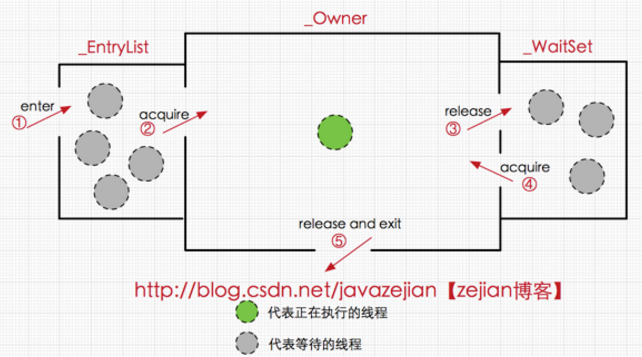 _Owner
_EntryList
_WaitSet
enter
①
acquire
②
release
③
acquire
④
release and exit
⑤
http://blog.csdn.net/javazejian【zejian博客】
代表正在执行的线程
代表等待的线程